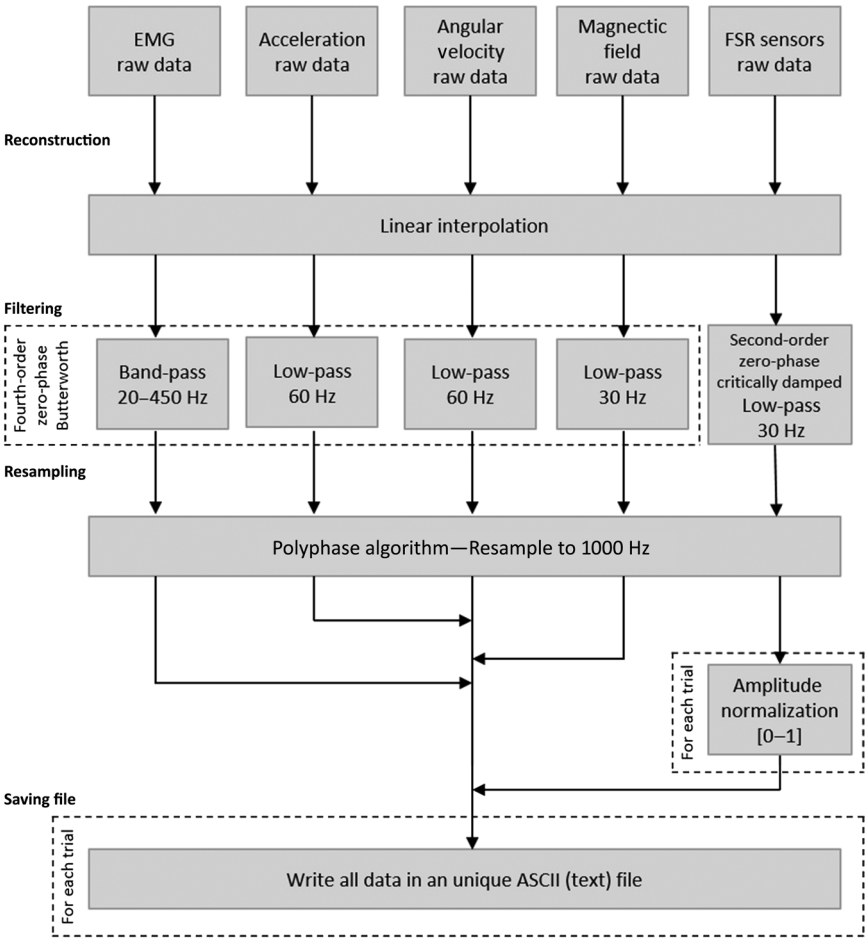 EMG
raw data
Acceleration
raw data
Angular
velocity
raw data
Magnectic
field
raw data
FSR sensors
raw data
Reconstruction
Linear interpolation
Filtering
Fourth-order
zero-phase
Butterworth
Band-pass
20–450 Hz
Low-pass
60 Hz
Low-pass
60 Hz
Low-pass
30 Hz
Second-order
zero-phase
critically damped
Low-pass
30 Hz
Resampling
Polyphase algorithm—Resample to 1000 Hz
For each trial
Amplitude
normalization
[0–1]
Saving file
For each trial
Write all data in an unique ASCII (text) file